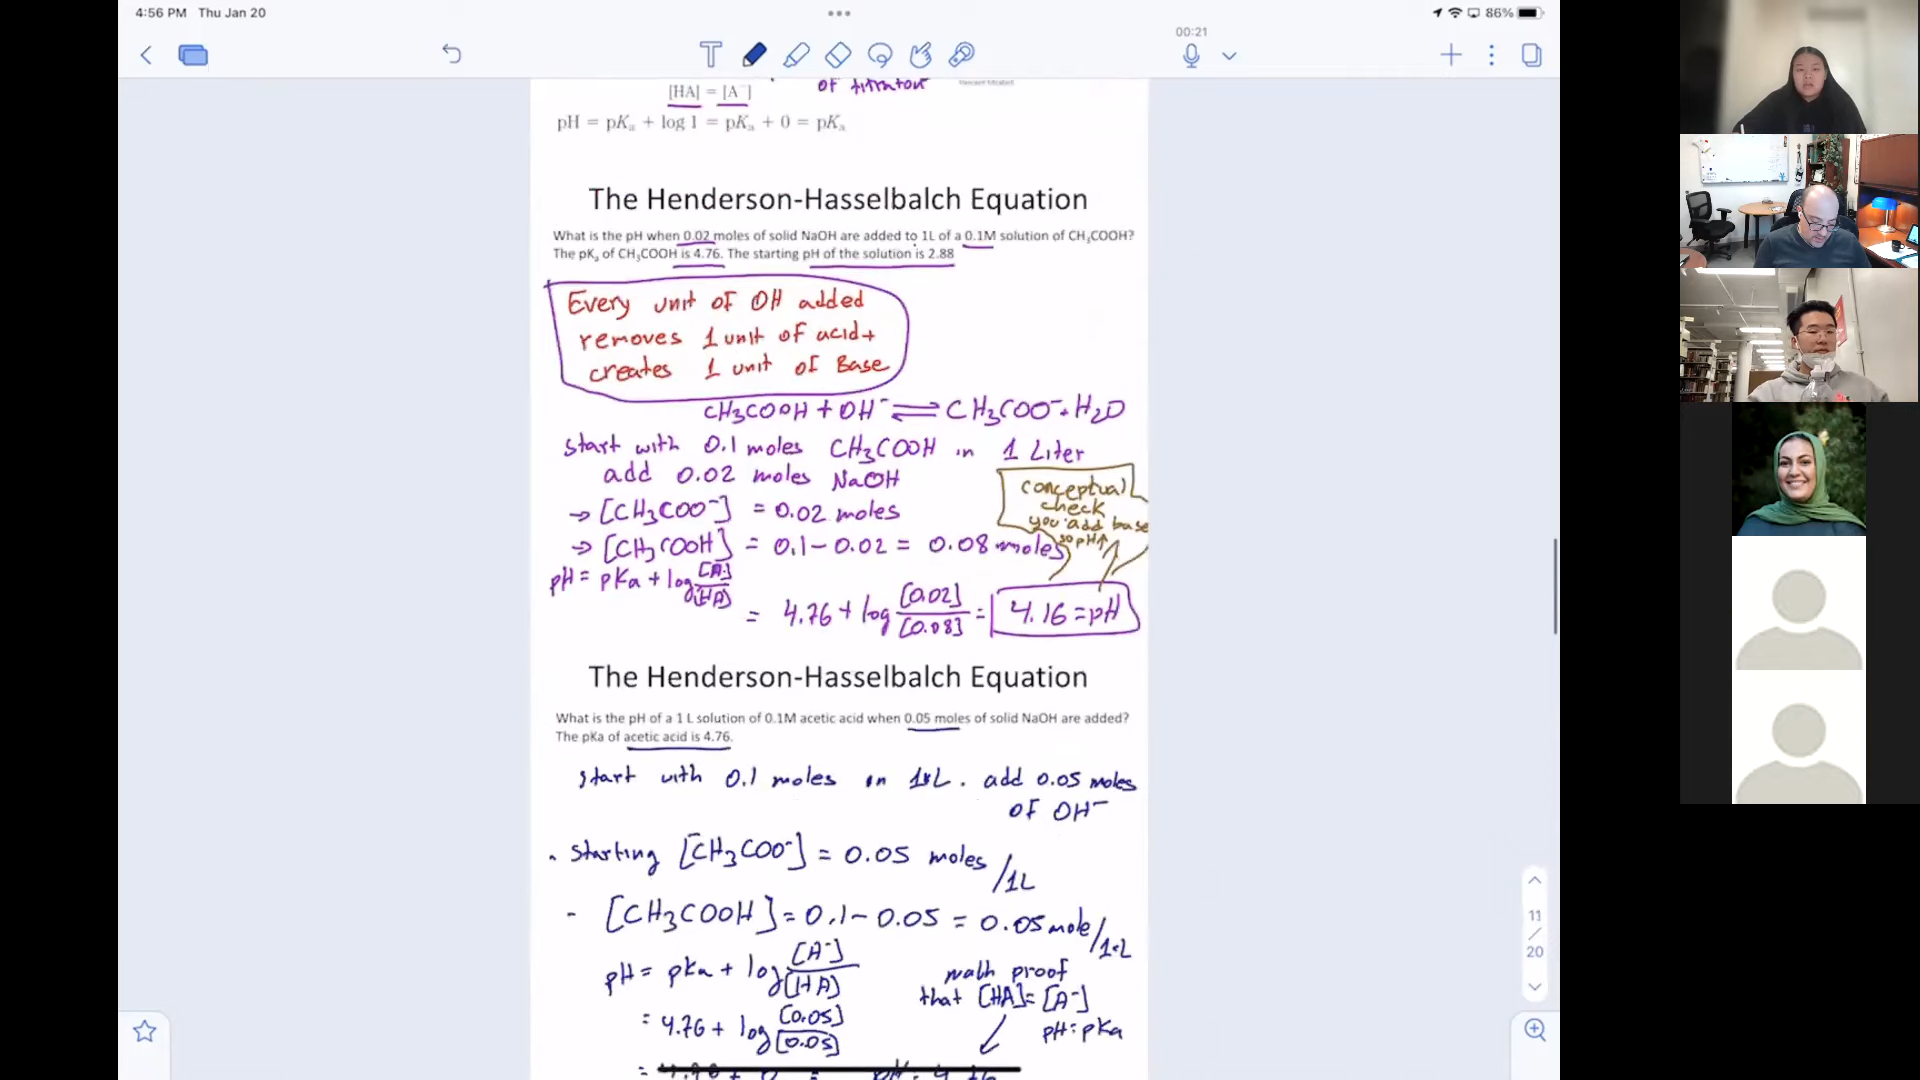 4:56 PM Thu Jan 20
86%
00:21
of titration
[HA] = [A⁻]
pH = pKₐ + log 1 = pKₐ + 0 = pKₐ
The Henderson-Hasselbalch Equation
What is the pH when 0.02 moles of solid NaOH are added to 1L of a 0.1M solution of CH₃COOH?
The pKₐ of CH₃COOH is 4.76. The starting pH of the solution is 2.88
Every unit of OH added
removes 1 unit of acid +
creates 1 unit of Base
CH3COOH + OH⁻ ⇌ CH3COO⁻ + H2O
start with 0.1 moles CH3COOH in 1 Liter
add 0.02 moles NaOH
→ [CH3COO⁻] = 0.02 moles
→ [CH3COOH] = 0.1 - 0.02 = 0.08 moles
conceptual
check
you add base
so pH↑
pH = pKa + log [A⁻]/[HA]
= 4.76 + log [0.02]/[0.08] = 4.16 = pH
The Henderson-Hasselbalch Equation
What is the pH of a 1 L solution of 0.1M acetic acid when 0.05 moles of solid NaOH are added?
The pKa of acetic acid is 4.76.
start with 0.1 moles in 1L. add 0.05 moles
of OH⁻
starting [CH3COO⁻] = 0.05 moles/1L
- [CH3COOH] = 0.1 - 0.05 = 0.05 mole/1L
pH = pka + log [A⁻]/[HA]
= 4.76 + log [0.05]/[0.05]
math proof
that [HA] = [A⁻]
pH = pKa
11
/
20